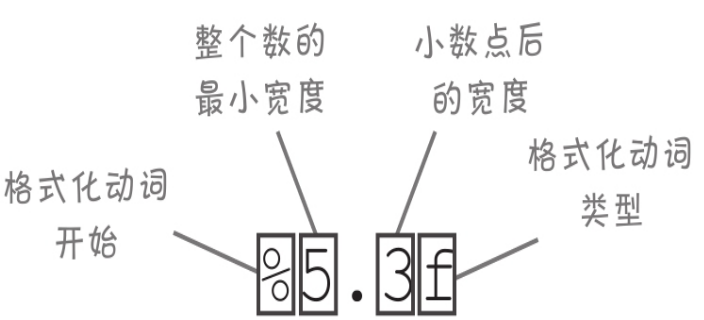 整个数的
最小宽度
小数点后
的宽度
格式化动词
开始
格式化动词
类型
%5.3f